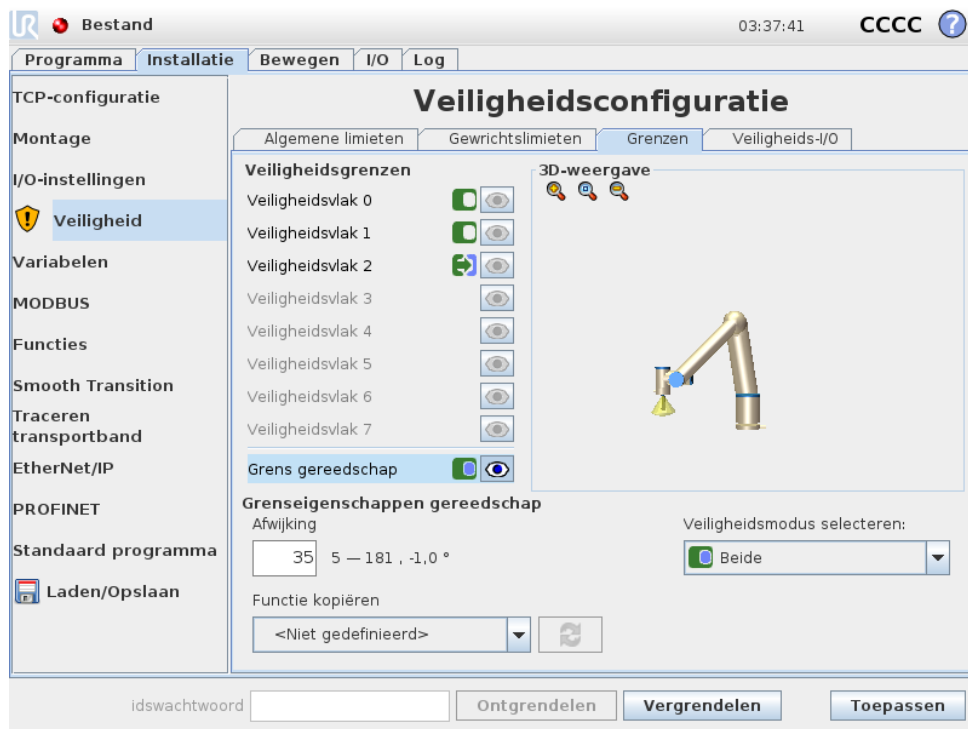 UR Bestand 03:37:41 CCCC ?
Programma Installatie Bewegen I/O Log
TCP-configuratie
Montage
I/O-instellingen
Veiligheid
Variabelen
MODBUS
Functies
Smooth Transition
Traceren
transportband
EtherNet/IP
PROFINET
Standaard programma
Laden/Opslaan
Veiligheidsconfiguratie
Algemene limieten Gewrichtslimieten Grenzen Veiligheids-I/O
Veiligheidsgrenzen
Veiligheidsvlak 0
Veiligheidsvlak 1
Veiligheidsvlak 2
Veiligheidsvlak 3
Veiligheidsvlak 4
Veiligheidsvlak 5
Veiligheidsvlak 6
Veiligheidsvlak 7
Grens gereedschap
3D-weergave
Grenseigenschappen gereedschap
Afwijking
35 5 — 181 , -1,0 °
Veiligheidsmodus selecteren:
Beide
Functie kopiëren
<Niet gedefinieerd>
idswachtwoord Ontgrendelen Vergrendelen Toepassen